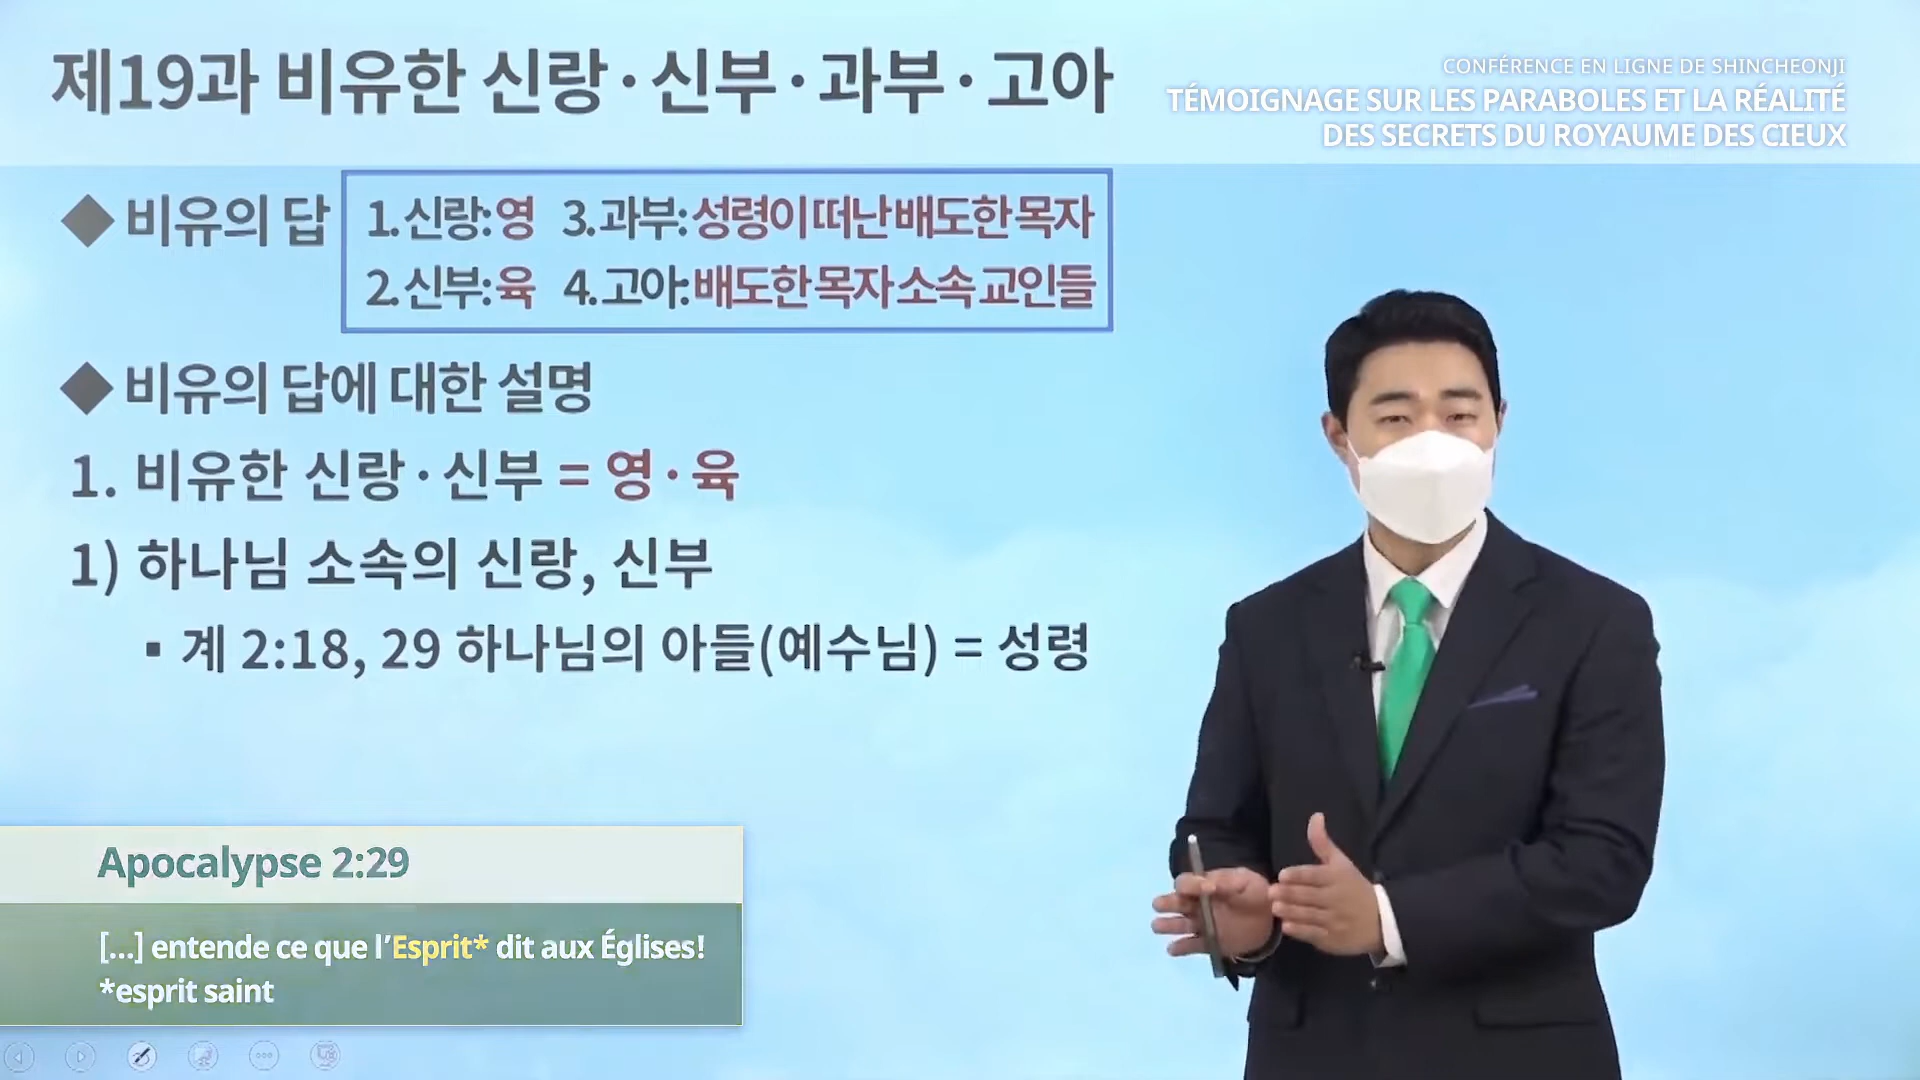 제19과 비유한 신랑·신부·과부·고아
CONFÉRENCE EN LIGNE DE SHINCHEONJI
TÉMOIGNAGE SUR LES PARABOLES ET LA RÉALITÉ
DES SECRETS DU ROYAUME DES CIEUX
◆ 비유의 답
1. 신랑: 영 3. 과부: 성령이 떠난 배도한 목자
2. 신부: 육 4. 고아: 배도한 목자 소속 교인들
◆ 비유의 답에 대한 설명
1. 비유한 신랑·신부 = 영·육
1) 하나님 소속의 신랑, 신부
▪ 계 2:18, 29 하나님의 아들(예수님) = 성령
Apocalypse 2:29
[...] entende ce que l’Esprit* dit aux Églises!
*esprit saint